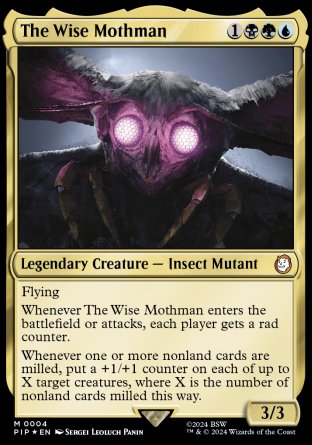 The Wise Mothman 1
Legendary Creature — Insect Mutant
Flying
Whenever The Wise Mothman enters the
battlefield or attacks, each player gets a rad
counter.
Whenever one or more nonland cards are
milled, put a +1/+1 counter on each of up to
X target creatures, where X is the number of
nonland cards milled this way.
3/3
M 0004
PIP ★ EN Sergei Leoluch Panin
©2024 BSW
™ & © 2024 Wizards of the Coast